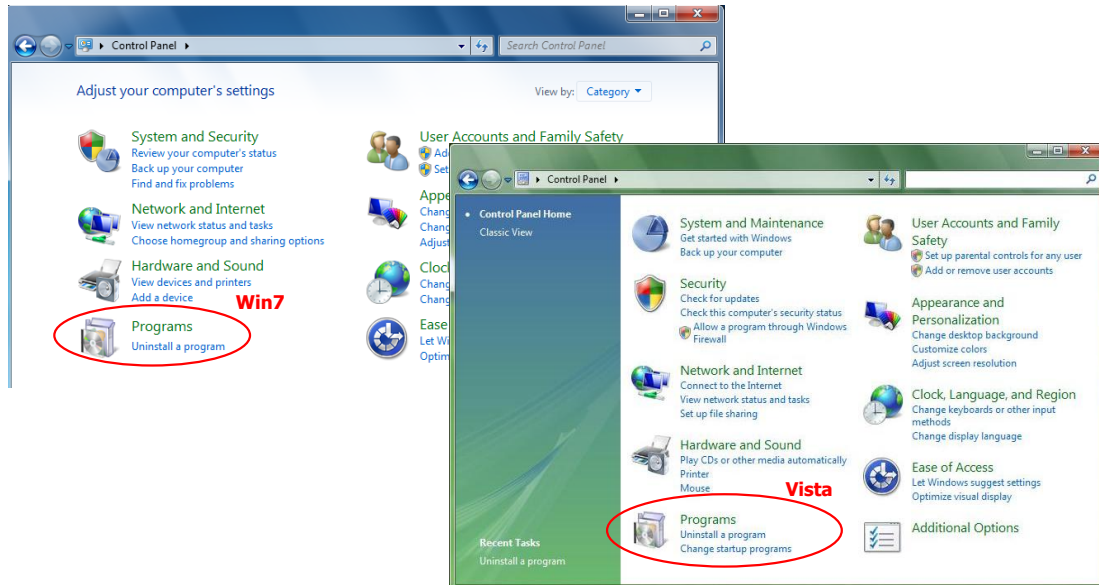 Control Panel
Search Control Panel
Adjust your computer's settings
View by: Category
System and Security
Review your computer's status
Back up your computer
Find and fix problems
Network and Internet
View network status and tasks
Choose homegroup and sharing options
Hardware and Sound
View devices and printers
Add a device
Win7
Programs
Uninstall a program
User Accounts and Family Safety
Set
Clock
Chang
Chang
Ease
Let Wi
Optim
Control Panel
Control Panel Home
Classic View
Recent Tasks
Uninstall a program
System and Maintenance
Get started with Windows
Back up your computer
Security
Check for updates
Check this computer's security status
Allow a program through Windows
Firewall
Network and Internet
Connect to the Internet
View network status and tasks
Set up file sharing
Hardware and Sound
Play CDs or other media automatically
Printer
Mouse
Vista
Programs
Uninstall a program
Change startup programs
User Accounts and Family
Safety
Set up parental controls for any user
Add or remove user accounts
Appearance and
Personalization
Change desktop background
Customize colors
Adjust screen resolution
Clock, Language, and Region
Change keyboards or other input
methods
Change display language
Ease of Access
Let Windows suggest settings
Optimize visual display
Additional Options